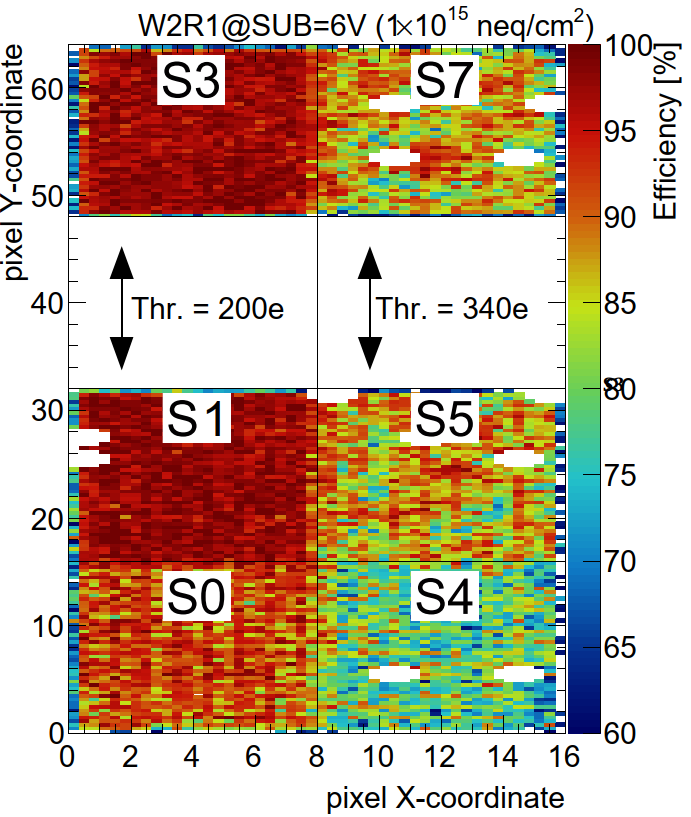 W2R1@SUB=6V (1×10^15 neq/cm^2)
pixel Y-coordinate
60
50
40
30
20
10
0
S3
S7
Thr. = 200e
Thr. = 340e
S1
S5
S0
S4
0 2 4 6 8 10 12 14 16
pixel X-coordinate
100
95
90
85
80
75
70
65
60
Efficiency [%]